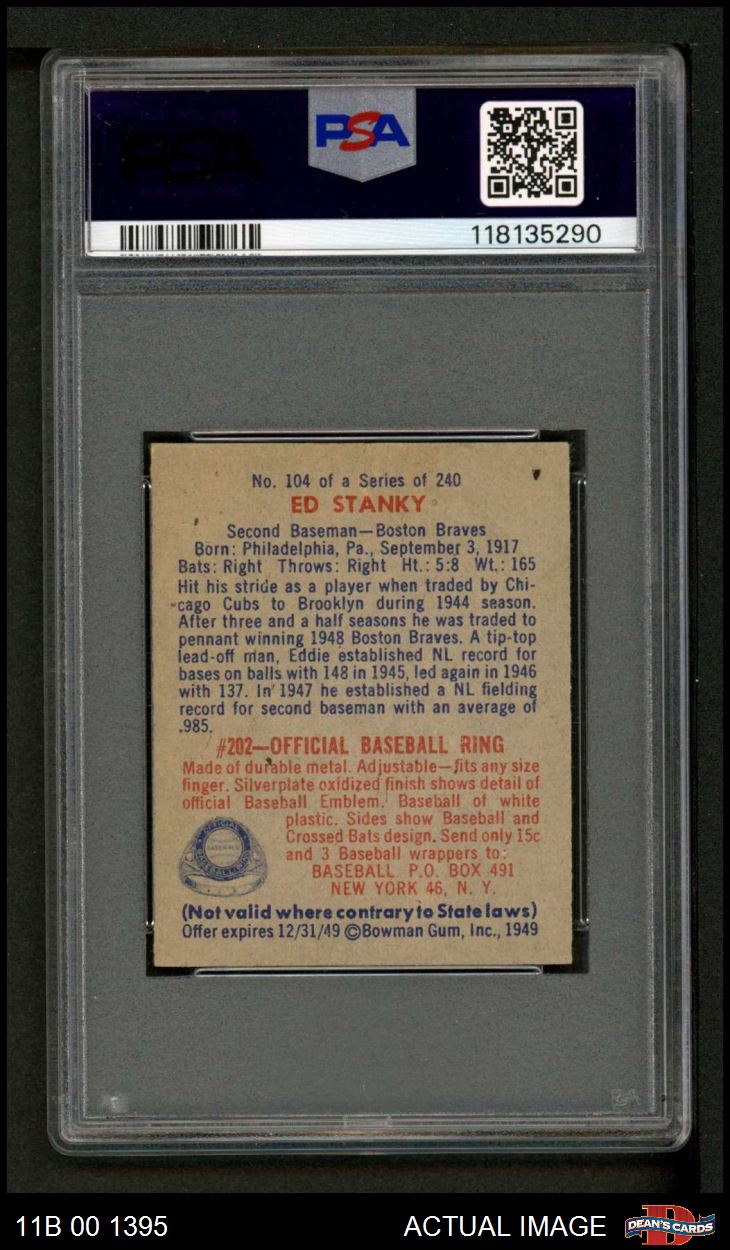 PSA
118135290
No. 104 of a Series of 240
ED STANKY
Second Baseman—Boston Braves
Born: Philadelphia, Pa., September 3, 1917
Bats: Right Throws: Right Ht.: 5:8 Wt.: 165
Hit his stride as a player when traded by Chi-
cago Cubs to Brooklyn during 1944 season.
After three and a half seasons he was traded to
pennant winning 1948 Boston Braves. A tip-top
lead-off man, Eddie established NL record for
bases on balls with 148 in 1945, led again in 1946
with 137. In 1947 he established a NL fielding
record for second baseman with an average of
.985.
#202—OFFICIAL BASEBALL RING
Made of durable metal. Adjustable—fits any size
finger. Silverplate oxidized finish shows detail of
official Baseball Emblem. Baseball of white
plastic. Sides show Baseball and
Crossed Bats design. Send only 15c
and 3 Baseball wrappers to:
BASEBALL P.O. BOX 491
NEW YORK 46, N. Y.
OFFICIAL
BASEBALL
BASEBALL RING
(Not valid where contrary to State laws)
Offer expires 12/31/49 ©Bowman Gum, Inc., 1949
PSA
11B 00 1395
ACTUAL IMAGE
DEAN'S CARDS